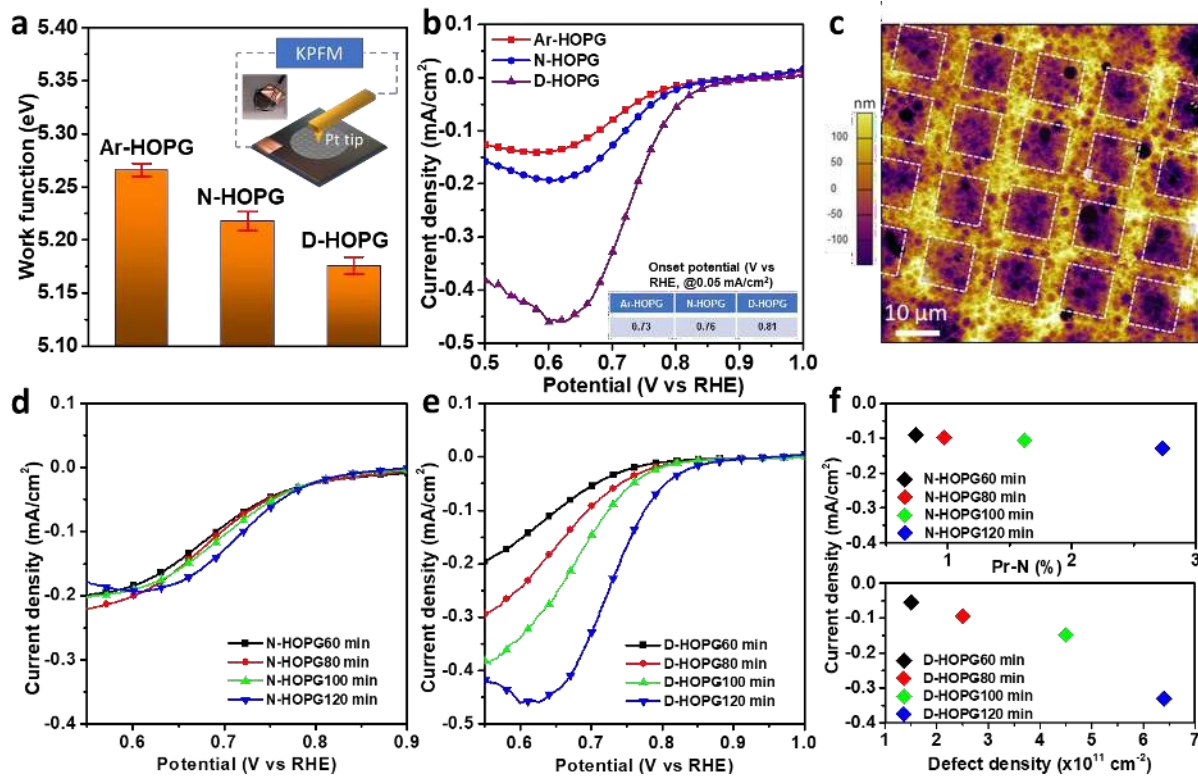 a
5.40
5.35
5.30
5.25
5.20
5.15
5.10
Work function (eV)
KPFM
Pt tip
Ar-HOPG
N-HOPG
D-HOPG
b
0.1
0.0
-0.1
-0.2
-0.3
-0.4
-0.5
Current density (mA/cm²)
Ar-HOPG
N-HOPG
D-HOPG
Onset potential (V vs
RHE, @0.05 mA/cm²)
Ar-HOPG N-HOPG D-HOPG
0.73 0.76 0.81
0.5 0.6 0.7 0.8 0.9 1.0
Potential (V vs RHE)
c
nm
100
50
0
-50
-100
10 µm
d
0.1
0.0
-0.1
-0.2
-0.3
-0.4
Current density (mA/cm²)
N-HOPG60 min
N-HOPG80 min
N-HOPG100 min
N-HOPG120 min
0.6 0.7 0.8 0.9
Potential (V vs RHE)
e
0.1
0.0
-0.1
-0.2
-0.3
-0.4
-0.5
Current density (mA/cm²)
D-HOPG60 min
D-HOPG80 min
D-HOPG100 min
D-HOPG120 min
0.6 0.7 0.8 0.9 1.0
Potential (V vs RHE)
f
0.0
-0.1
-0.2
-0.3
-0.4
N-HOPG60 min
N-HOPG80 min
N-HOPG100 min
N-HOPG120 min
1 2 3
Pr-N (%)
Current density (mA/cm²)
0.0
-0.1
-0.2
-0.3
-0.4
D-HOPG60 min
D-HOPG80 min
D-HOPG100 min
D-HOPG120 min
1 2 3 4 5 6 7
Defect density (x10¹¹ cm⁻²)